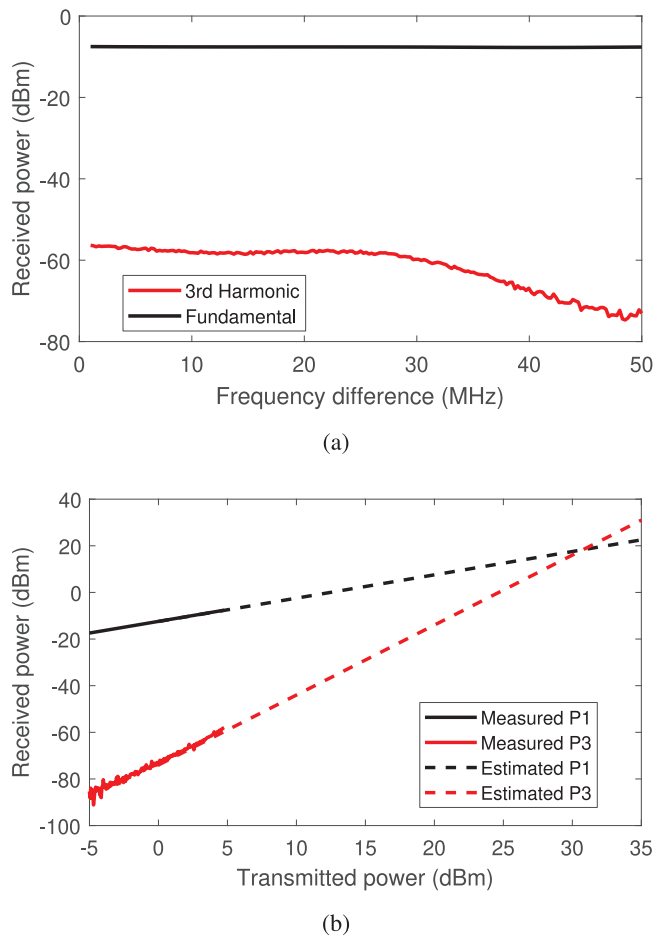 0
-20
-40
-60
-80
Received power (dBm)
3rd Harmonic
Fundamental
0 10 20 30 40 50
Frequency difference (MHz)
(a)
40
20
0
-20
-40
-60
-80
-100
Received power (dBm)
Measured P1
Measured P3
Estimated P1
Estimated P3
-5 0 5 10 15 20 25 30 35
Transmitted power (dBm)
(b)